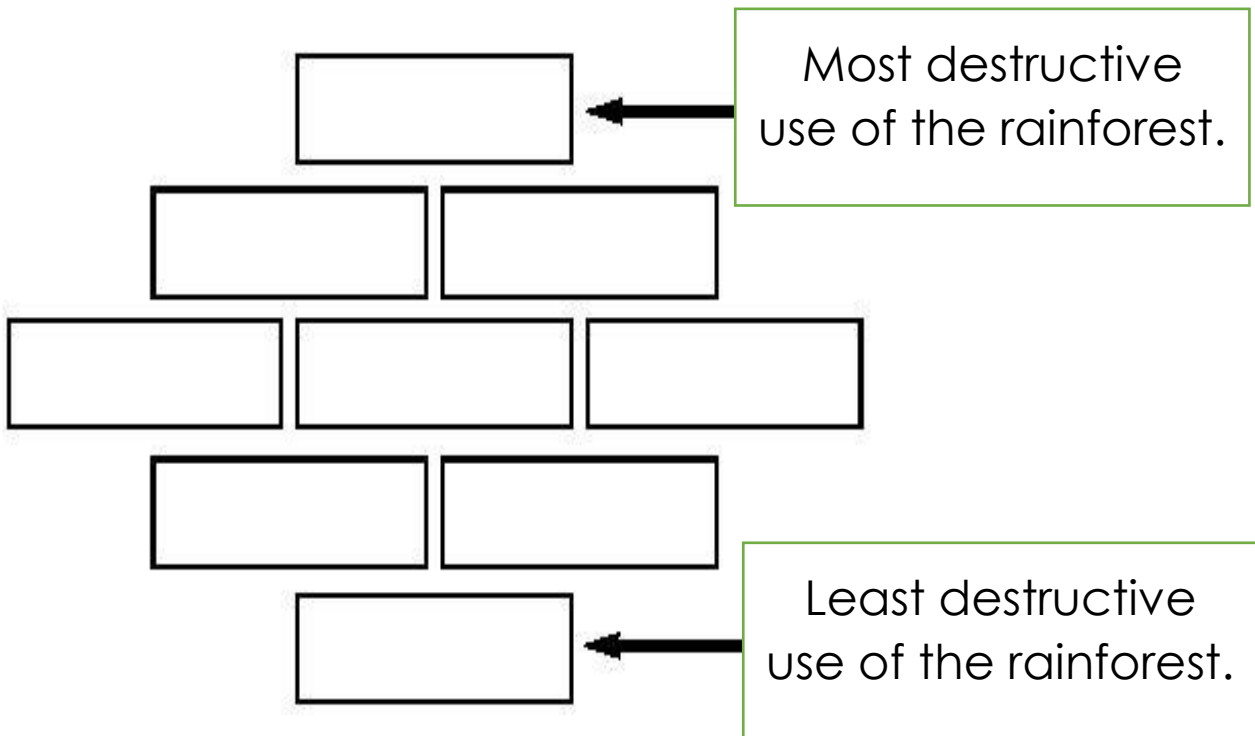 Most destructive
use of the rainforest.
Least destructive
use of the rainforest.